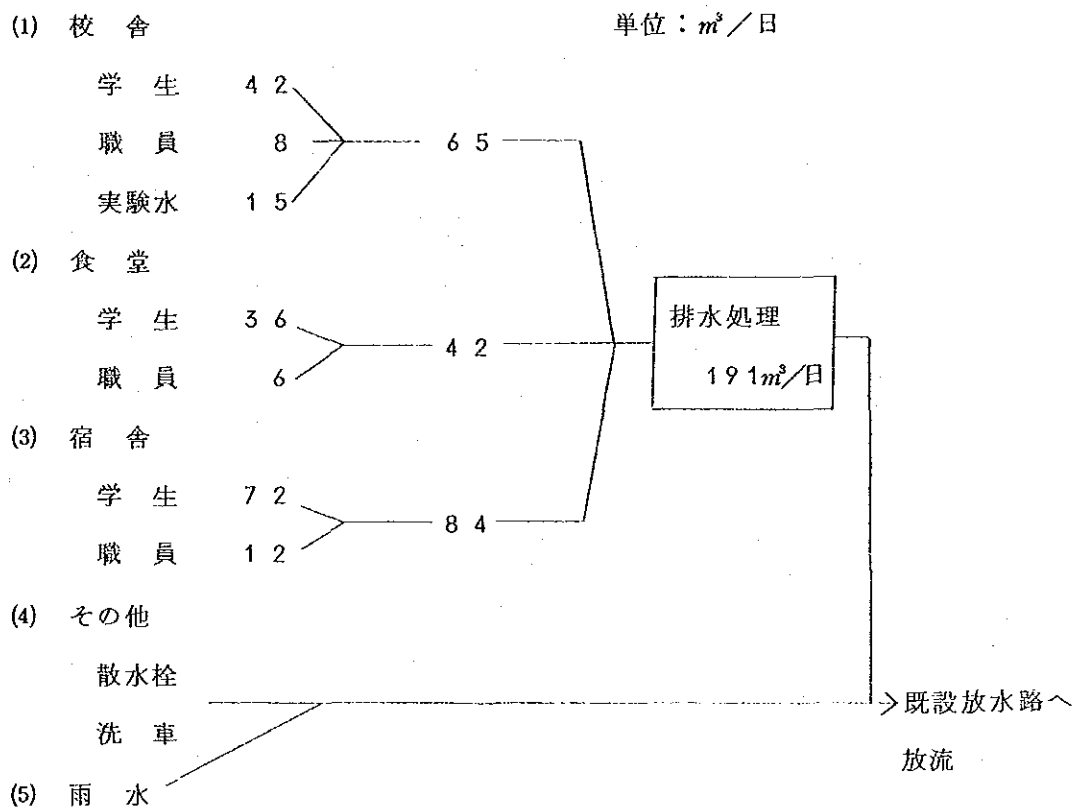 (1) 校舎 単位：m³／日
学生 42
職員 8 65
実験水 15
(2) 食堂
学生 36 排水処理
42
職員 6 191m³/日
(3) 宿舎
学生 72
84
職員 12
(4) その他
散水栓
既設放水路へ
洗車
放流
(5) 雨水